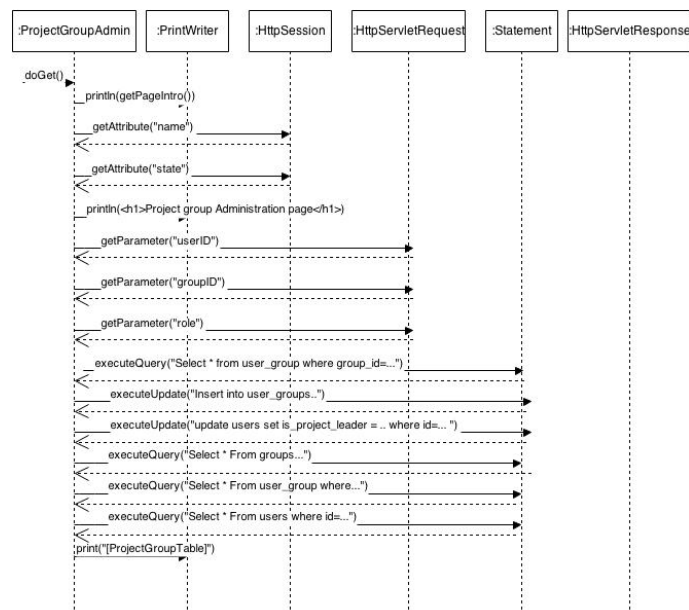 :ProjectGroupAdmin :PrintWriter :HttpSession :HttpServletRequest :Statement :HttpServletResponse
doGet()
println(getPageIntro())
getAttribute("name")
getAttribute("state")
println(<h1>Project group Administration page</h1>)
getParameter("userID")
getParameter("groupID")
getParameter("role")
executeQuery("Select * from user_group where group_id=...")
executeUpdate("Insert into user_groups..")
executeUpdate("update users set is_project_leader = .. where id=... ")
executeQuery("Select * From groups...")
executeQuery("Select * From user_group where...")
executeQuery("Select * From users where id=...")
print("[ProjectGroupTable]")